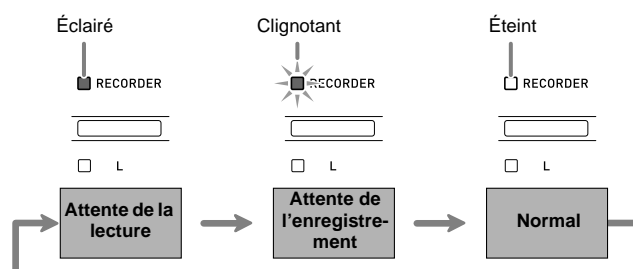 Éclairé
Clignotant
Éteint
RECORDER
RECORDER
RECORDER
L
L
L
Attente de la
lecture
Attente de
l'enregistre-
ment
Normal